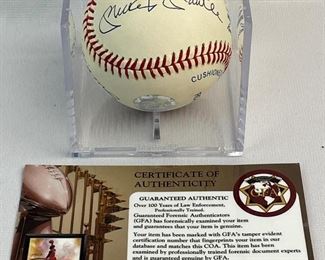 Mickey Mantle
CUSHIONED
CERTIFICATE OF
AUTHENTICITY
GUARANTEED AUTHENTIC
Over 100 Years of Law Enforcement,
Professionally Trained.
Guaranteed Forensic Authenticators
(GFA) has forensically examined your item
and guarantees that your item is genuine.
Your item has been marked with GFA's tamper evident
certification number that fingerprints your item in our
database and matches this COA. This item has been
examined by professionally trained forensic document experts
and is guaranteed genuine by GFA.